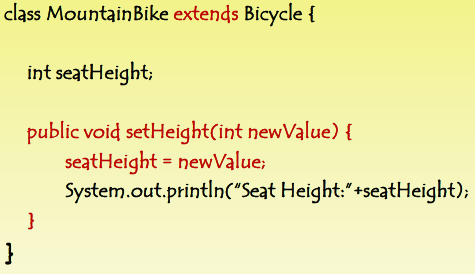 class MountainBike extends Bicycle {
int seatHeight;
public void setHeight(int newValue) {
seatHeight = newValue;
System.out.println(“Seat Height:”+seatHeight);
}
}